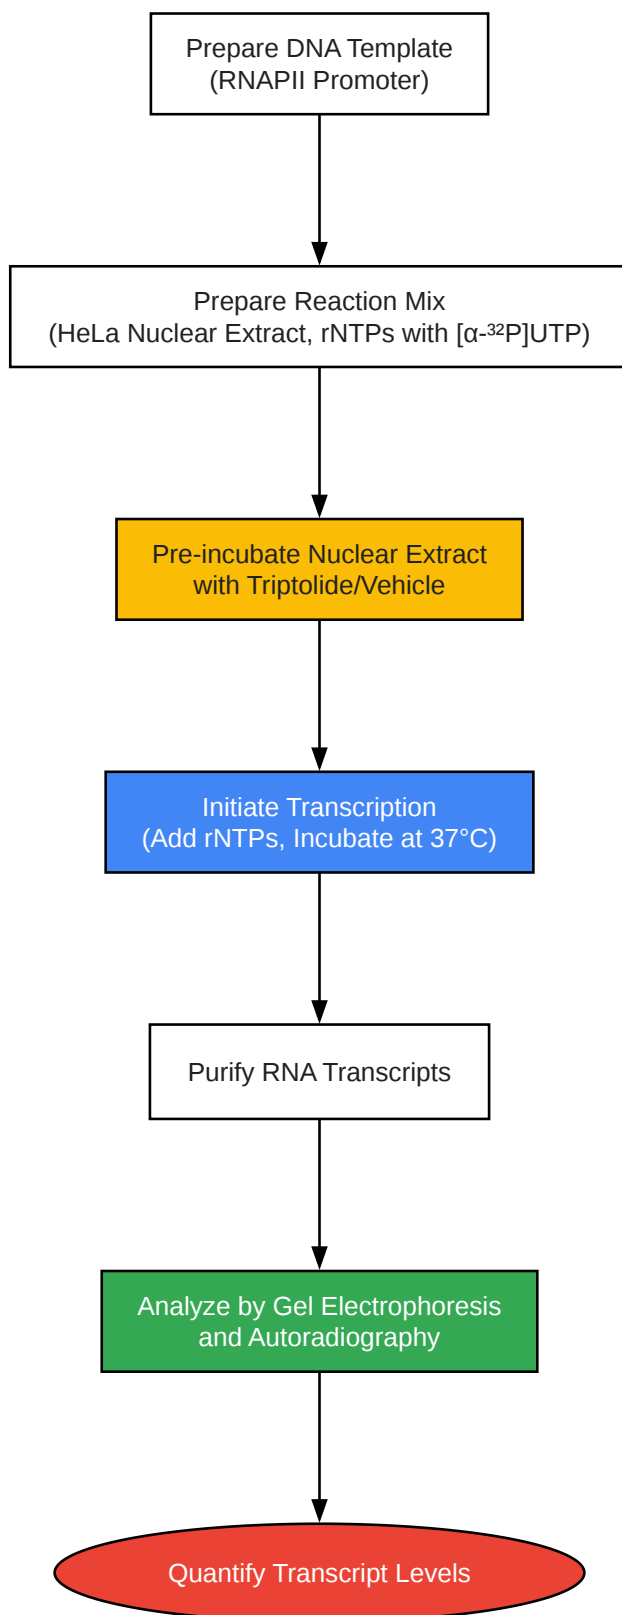 Prepare DNA Template
(RNAPII Promoter)
Prepare Reaction Mix
(HeLa Nuclear Extract, rNTPs with [α-³²P]UTP)
Pre-incubate Nuclear Extract
with Triptolide/Vehicle
Initiate Transcription
(Add rNTPs, Incubate at 37°C)
Purify RNA Transcripts
Analyze by Gel Electrophoresis
and Autoradiography
Quantify Transcript Levels